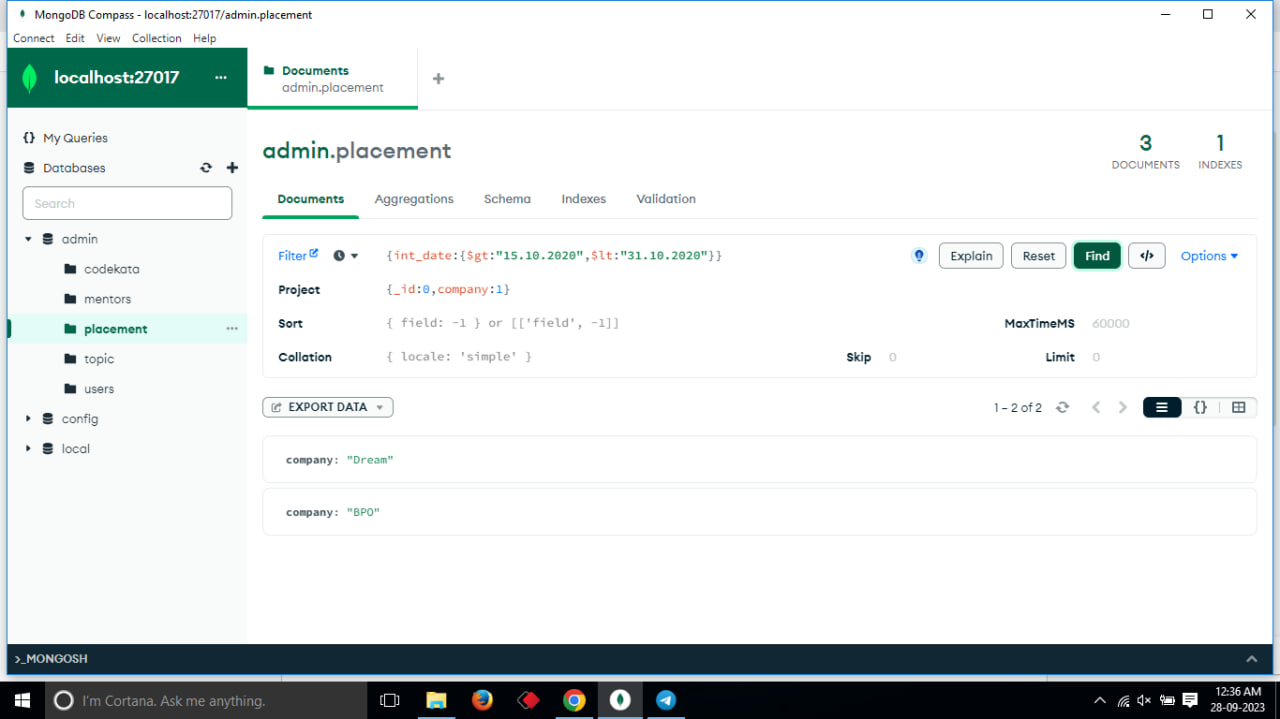 MongoDB Compass - localhost:27017/admin.placement
Connect Edit View Collection Help
localhost:27017 ...
Documents
admin.placement
{} My Queries
Databases
Search
admin
codekata
mentors
placement ...
topic
users
config
local
admin.placement
3
DOCUMENTS
1
INDEXES
Documents Aggregations Schema Indexes Validation
Filter {int_date:{$gt:"15.10.2020",$lt:"31.10.2020"}} Explain Reset Find </> Options
Project {_id:0,company:1}
Sort { field: -1 } or [['field', -1]] MaxTimeMS 60000
Collation { locale: 'simple' } Skip 0 Limit 0
EXPORT DATA 1 – 2 of 2 {}
company: "Dream"
company: "BPO"
>_MONGOSH
I'm Cortana. Ask me anything.
12:36 AM
28-09-2023